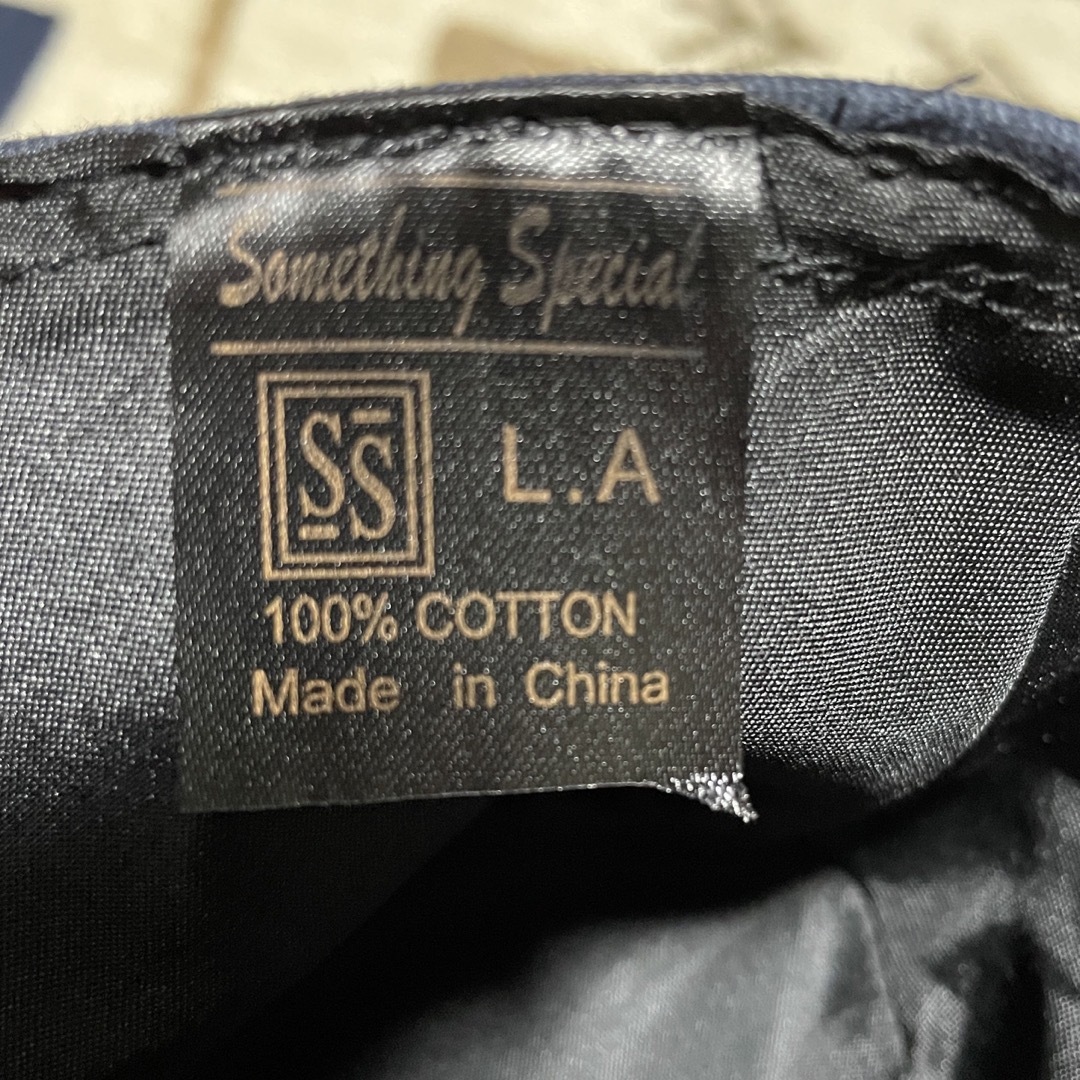 Something Special
SS L.A
100% COTTON
Made in China